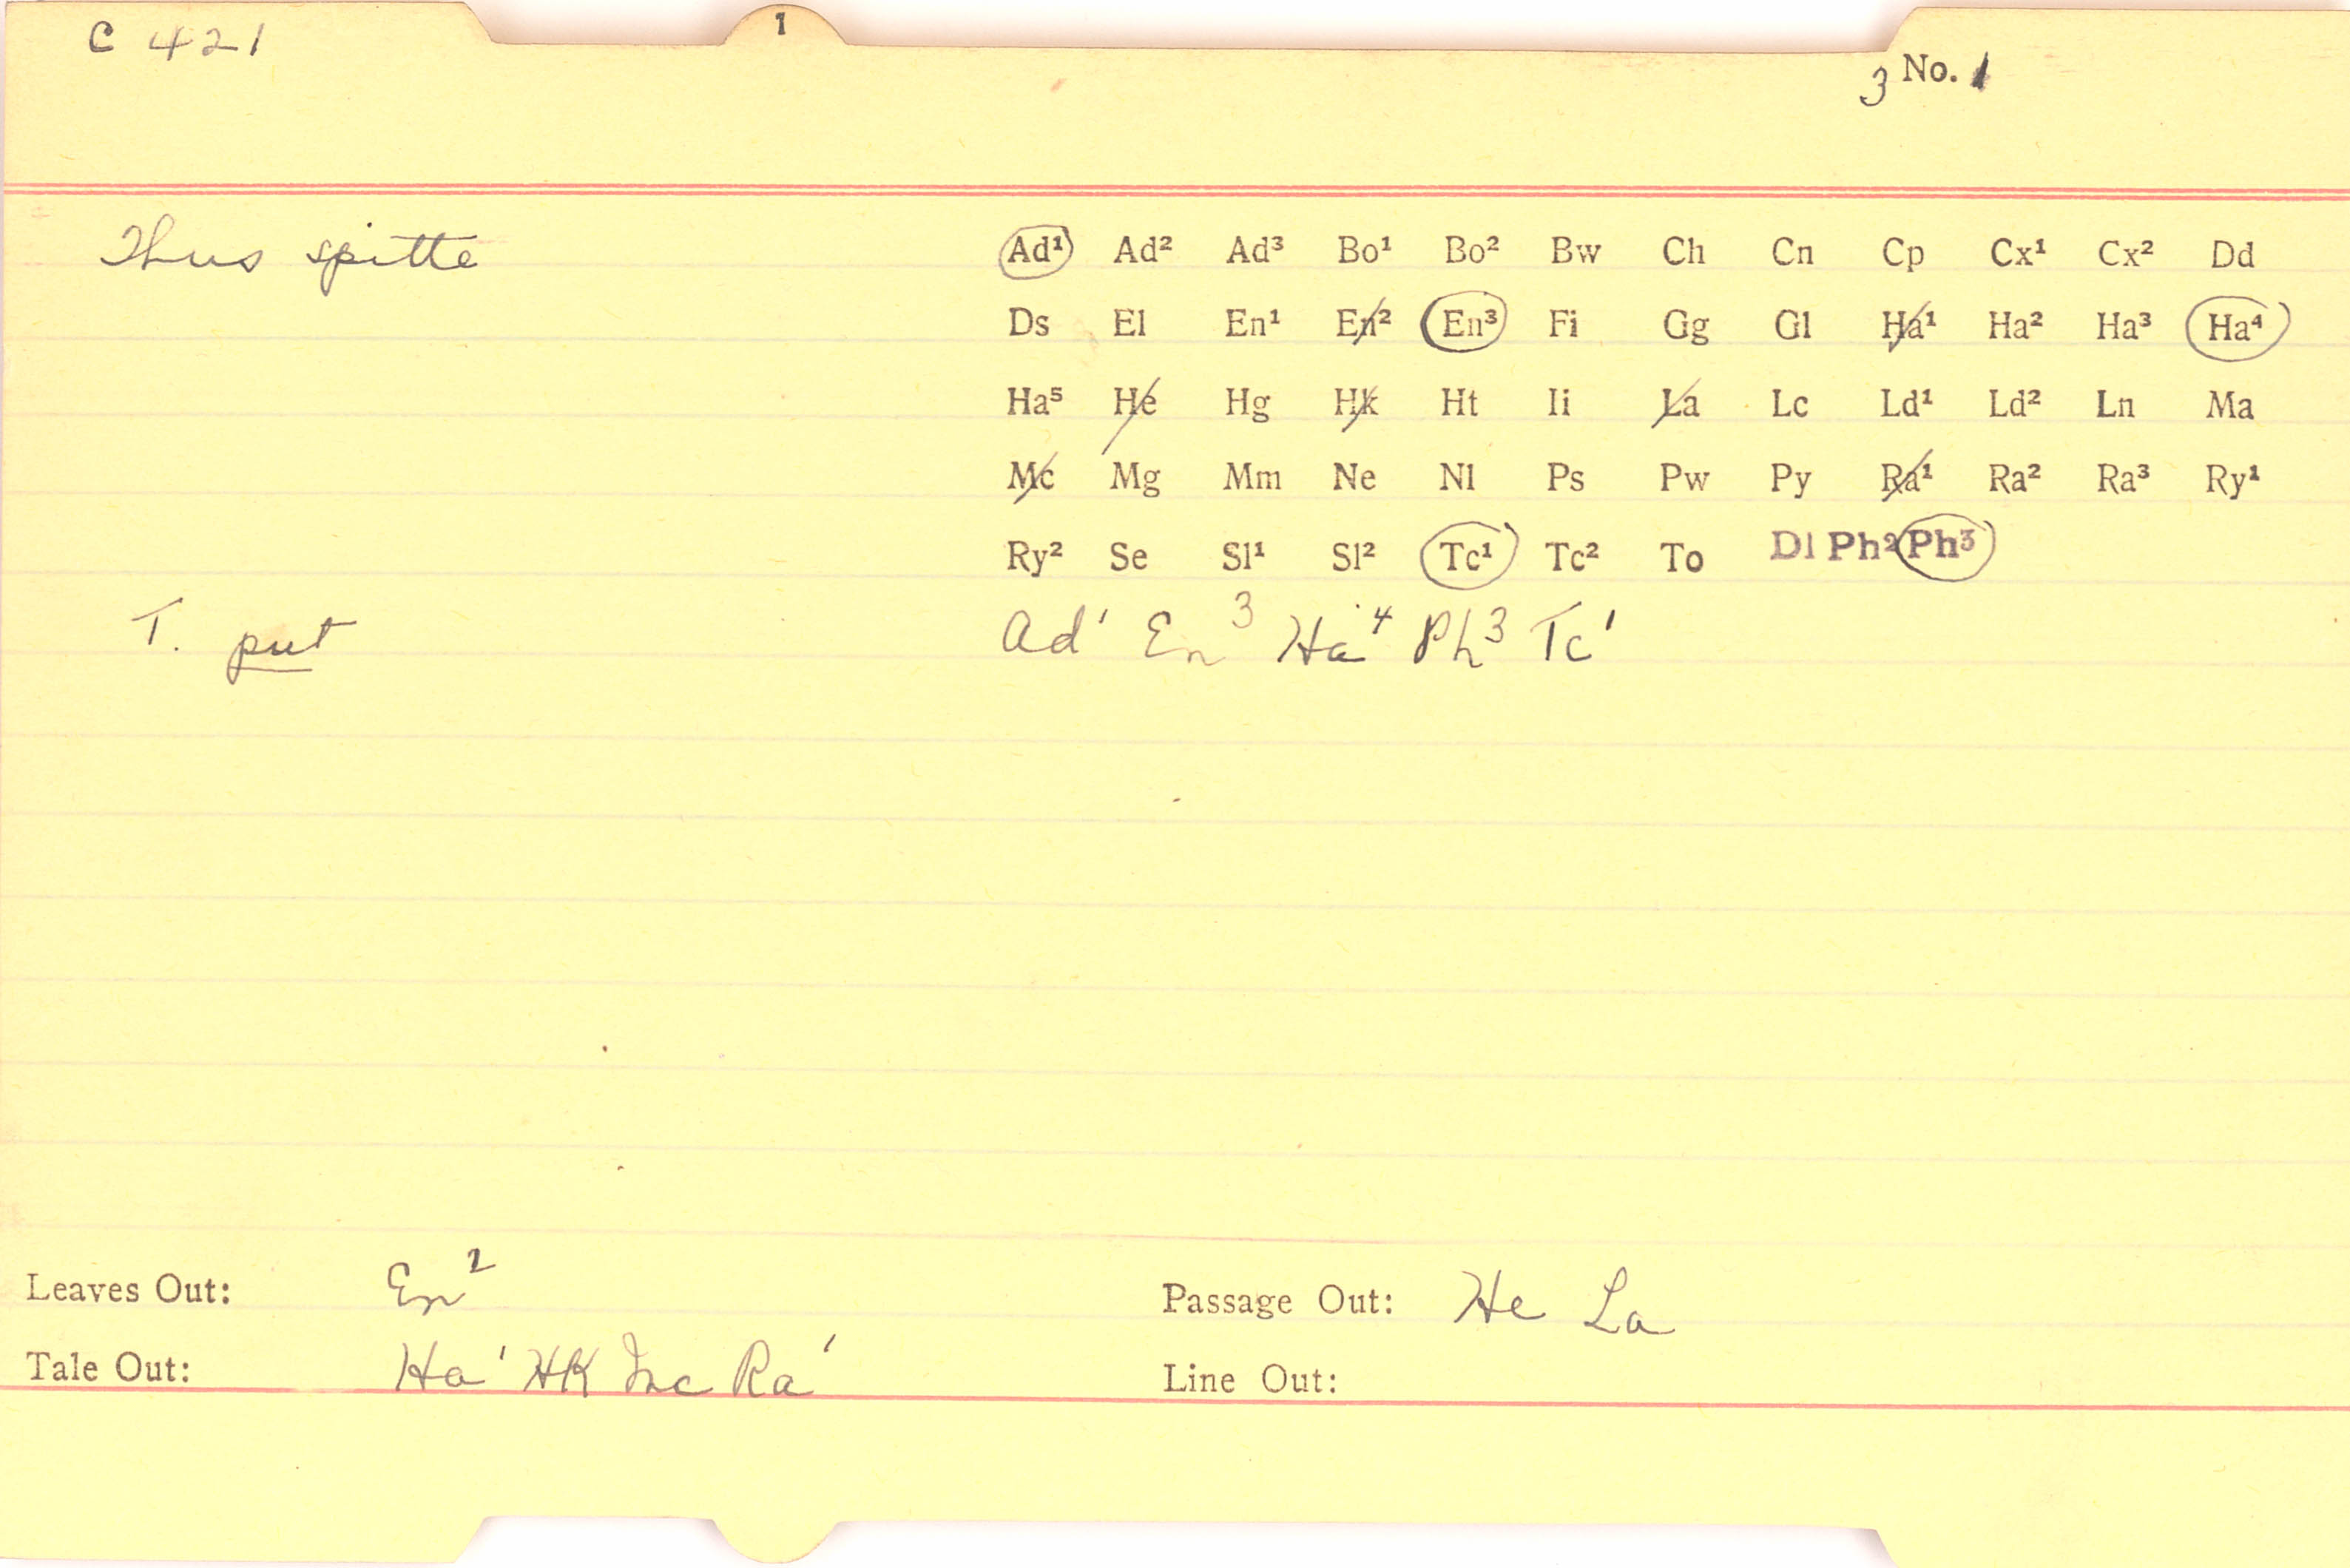 C 421
1
3 No. 1
Thus spitte
Ad¹ Ad² Ad³ Bo¹ Bo² Bw Ch Cn Cp Cx¹ Cx² Dd
Ds El En¹ En² En³ Fi Gg Gl Ha¹ Ha² Ha³ Ha⁴
Ha⁵ He Hg Hk Ht Ii La Lc Ld¹ Ld² Ln Ma
Mc Mg Mm Ne Nl Ps Pw Py Ra¹ Ra² Ra³ Ry¹
Ry² Se Sl¹ Sl² Tc¹ Tc² To Dl Ph² Ph³
T. put Ad¹ En³ Ha⁴ Ph³ Tc¹
Leaves Out: En² Passage Out: He La
Tale Out: Ha¹ HK Mc Ra¹ Line Out: